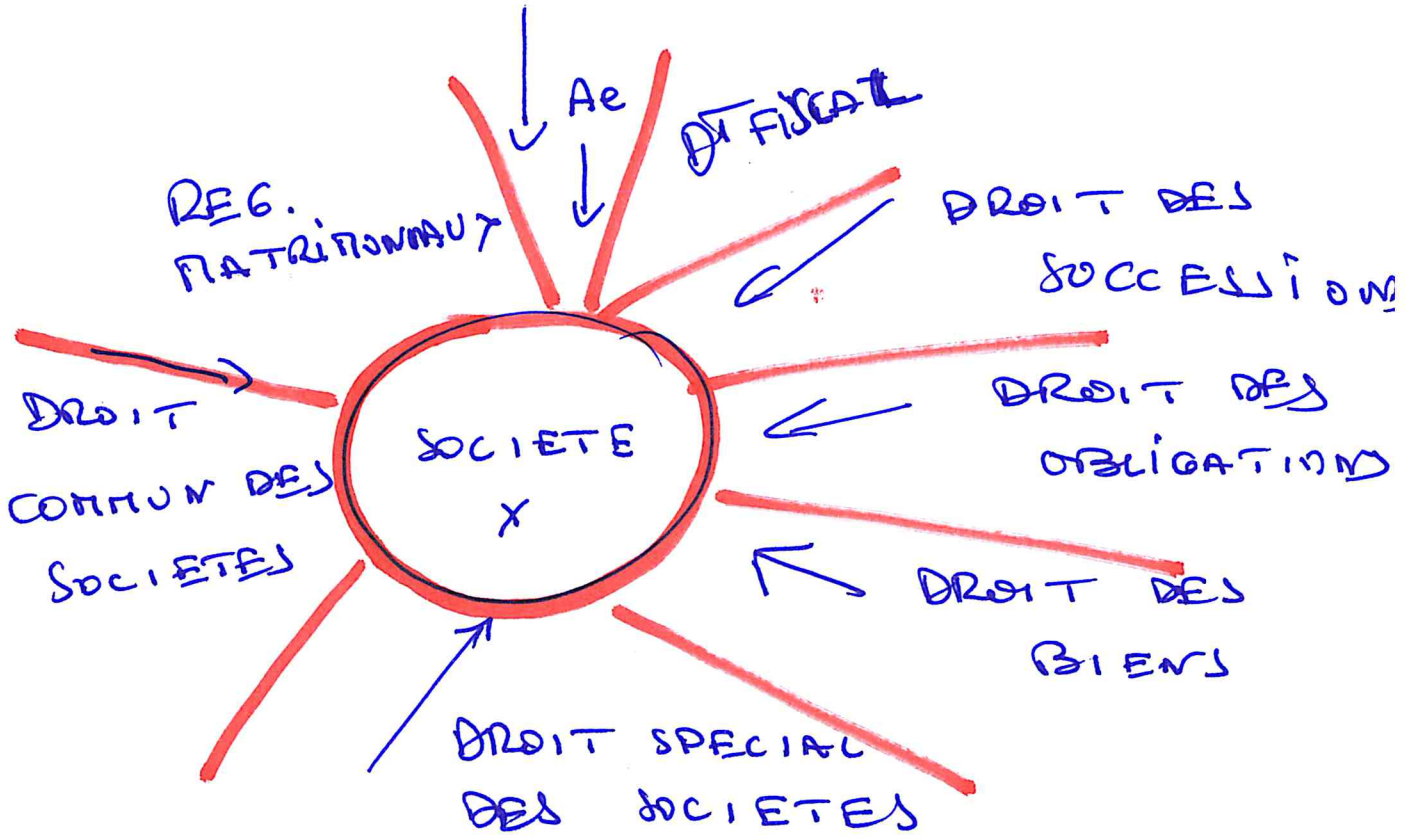 Ae
DT FISCAL
REG.
MATRIMONIAUX
DROIT DES
SOCCESSIONS
DROIT
COMMUN DES
SOCIETES
SOCIETE
X
DROIT DES
OBLIGATIONS
DROIT DES
BIENS
DROIT SPECIAL
DES SOCIETES